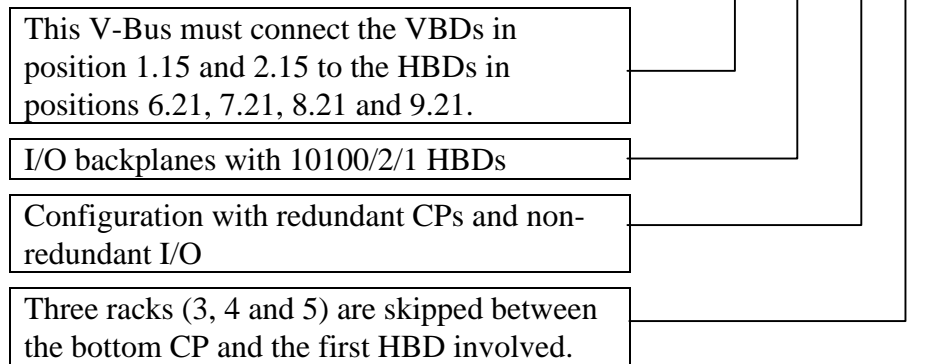 This V-Bus must connect the VBDs in
position 1.15 and 2.15 to the HBDs in
positions 6.21, 7.21, 8.21 and 9.21.
I/O backplanes with 10100/2/1 HBDs
Configuration with redundant CPs and non-
redundant I/O
Three racks (3, 4 and 5) are skipped between
the bottom CP and the first HBD involved.